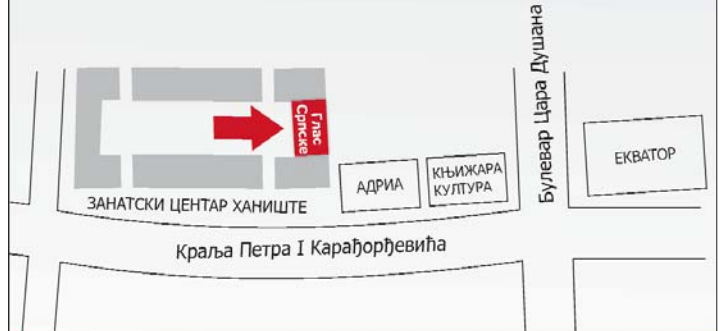 Булевар Цара Душана
Глас
Српске
АДРИА
КЊИЖАРА
КУЛТУРА
ЕКВАТОР
ЗАНАТСКИ ЦЕНТАР ХАНИШТЕ
Краља Петра I Карађорђевића